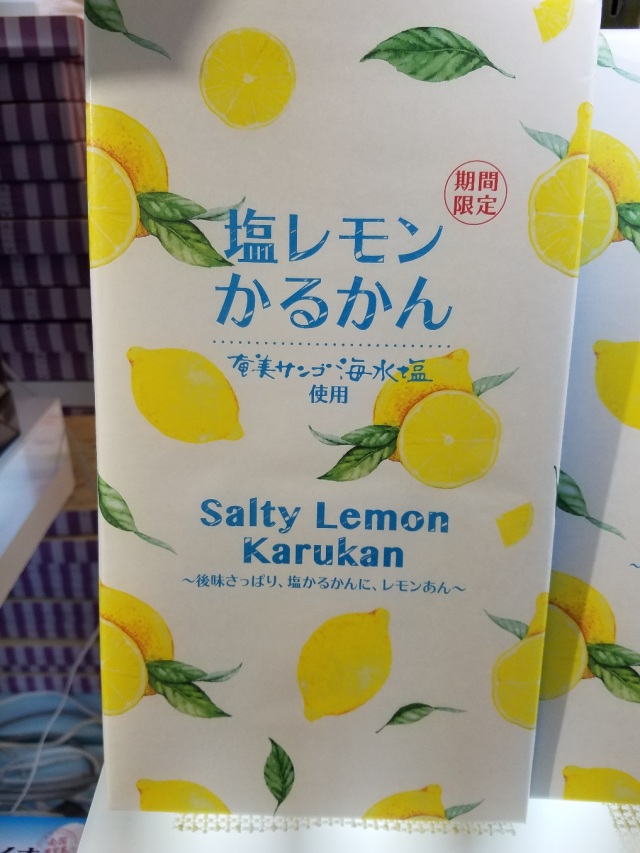 期間
限定
塩レモン
かるかん
奄美サンゴ海水塩
使用
Salty Lemon
Karukan
～後味さっぱり、塩かるかんに、レモンあん～